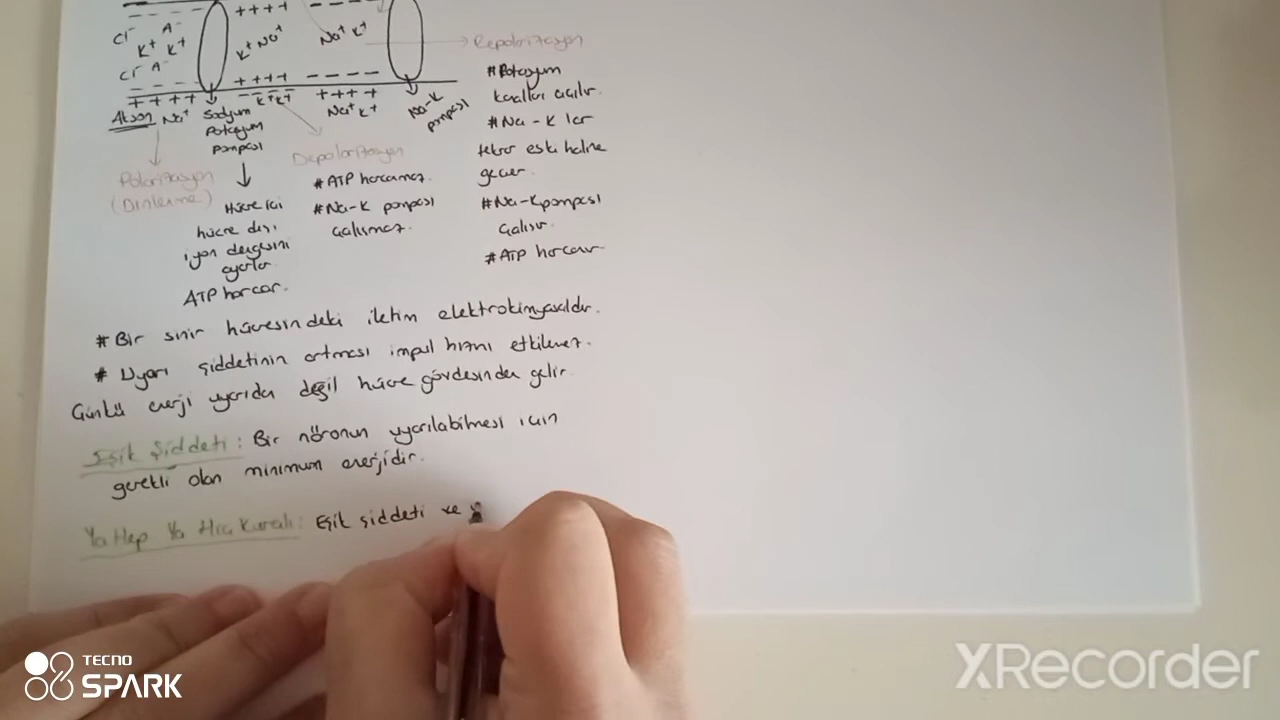 ++++
Cl⁻ A⁻
K⁺ K⁺
Cl⁻ A⁻
K⁺ Na⁺
Na⁺ K⁺
++++
++++
K⁺ K⁺
++++
Akson Na⁺
Sodyum
Potasyum
pompası
Na⁺ K⁺
Na-K
pompası
Polarizasyon
(Dinlenme)
Hücre içi
hücre dışı
iyon dengesini
ayarlar
ATP harcar.
Depolarizasyon
#ATP harcamaz.
#Na-K pompası
çalışmaz.
Repolarizasyon
#Potasyum
kanalları açılır.
#Na-K lar
tekrar eski haline
geçer.
#Na-K pompası
çalışır
#ATP harcanır
# Bir sinir hücresindeki iletim elektrokimyasaldır.
# Uyarı şiddetinin artması impul hızını etkilemez.
Çünkü enerji uyarıdan değil hücre gövdesinden gelir.
Eşik Şiddeti: Bir nöronun uyarılabilmesi için
gerekli olan minimum enerjidir.
Ya Hep Ya Hiç Kuralı: Eşik şiddeti ve
TECNO
SPARK
XRecorder